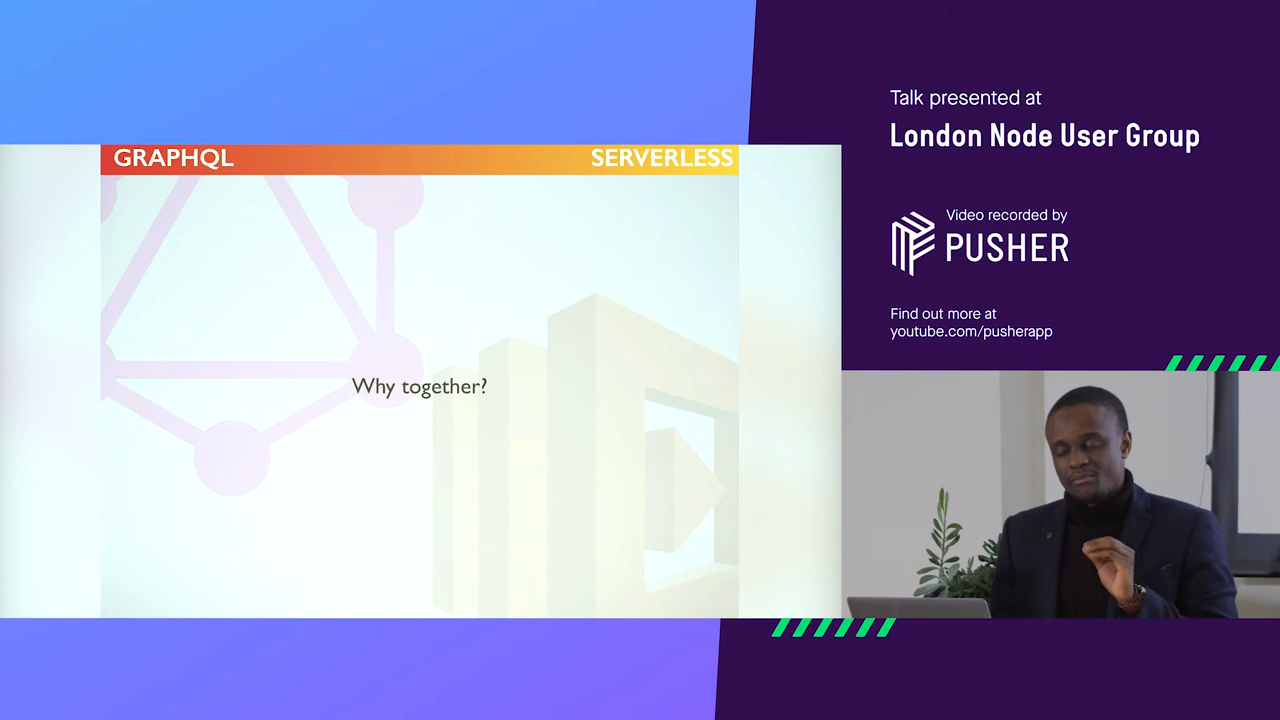 GRAPHQL
SERVERLESS
Why together?
Talk presented at
London Node User Group
Video recorded by
PUSHER
Find out more at
youtube.com/pusherapp